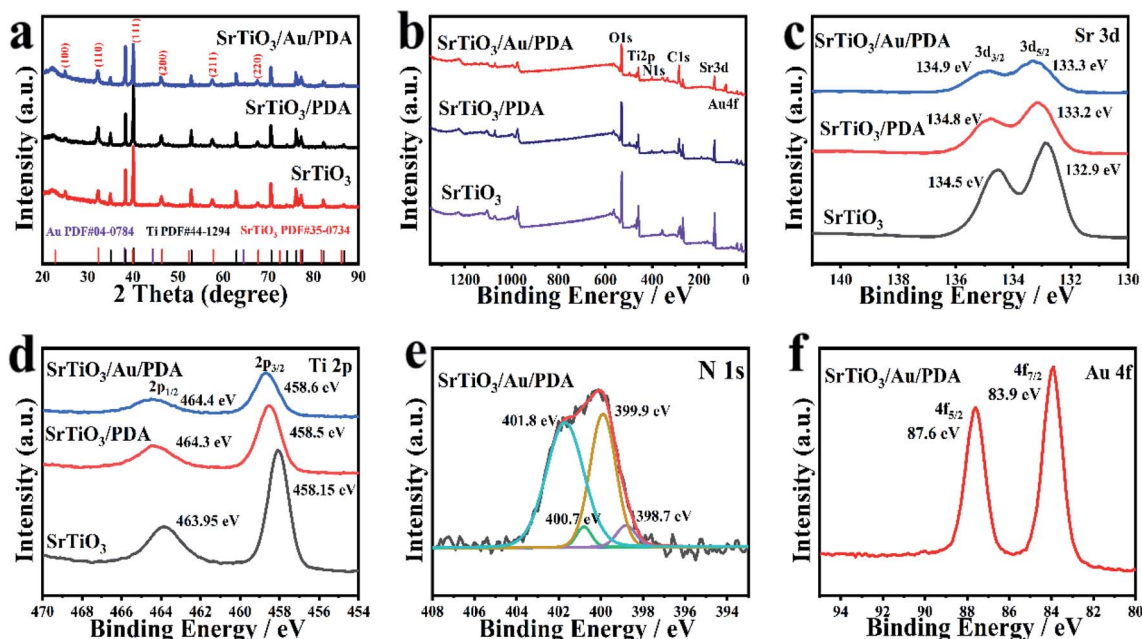 a
SrTiO₃/Au/PDA
(100)
(110)
(111)
(200)
(211)
(220)
SrTiO₃/PDA
SrTiO₃
Au PDF#04-0784 Ti PDF#44-1294 SrTiO₃ PDF#35-0734
20 30 40 50 60 70 80 90
2 Theta (degree)
Intensity (a.u.)
b
SrTiO₃/Au/PDA
O1s
Ti2p
N1s
C1s
Sr3d
Au4f
SrTiO₃/PDA
SrTiO₃
1200 1000 800 600 400 200 0
Binding Energy / eV
Intensity (a.u.)
c
Sr 3d
SrTiO₃/Au/PDA
3d₃/₂
3d₅/₂
134.9 eV
133.3 eV
SrTiO₃/PDA
134.8 eV
133.2 eV
134.5 eV
132.9 eV
SrTiO₃
140 138 136 134 132 130
Binding Energy / eV
Intensity (a.u.)
d
Ti 2p
SrTiO₃/Au/PDA
2p₁/₂
2p₃/₂
464.4 eV
458.6 eV
SrTiO₃/PDA
464.3 eV
458.5 eV
458.15 eV
463.95 eV
SrTiO₃
470 468 466 464 462 460 458 456 454
Binding Energy / eV
Intensity (a.u.)
e
N 1s
SrTiO₃/Au/PDA
401.8 eV
399.9 eV
400.7 eV
398.7 eV
408 406 404 402 400 398 396 394
Binding Energy / eV
Intensity (a.u.)
f
Au 4f
SrTiO₃/Au/PDA
4f₇/₂
83.9 eV
4f₅/₂
87.6 eV
94 92 90 88 86 84 82 80
Binding Energy / eV
Intensity (a.u.)